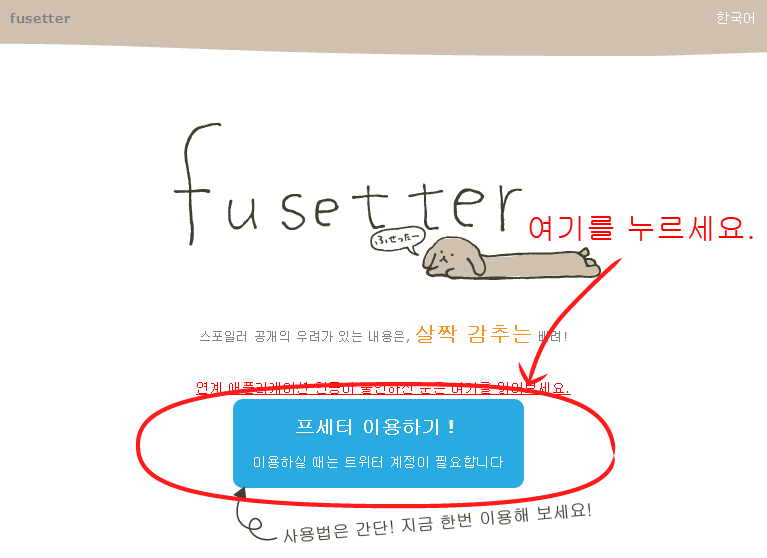 fusetter
한국어
fusetter
ふせったー
여기를 누르세요.
스포일러 공개의 우려가 있는 내용은, 살짝 감추는 배려!
연계 애플리케이션 인증이 불안하신 분은 여기를 읽어보세요.
프세터 이용하기 !
이용하실 때는 트위터 계정이 필요합니다
사용법은 간단! 지금 한번 이용해 보세요!